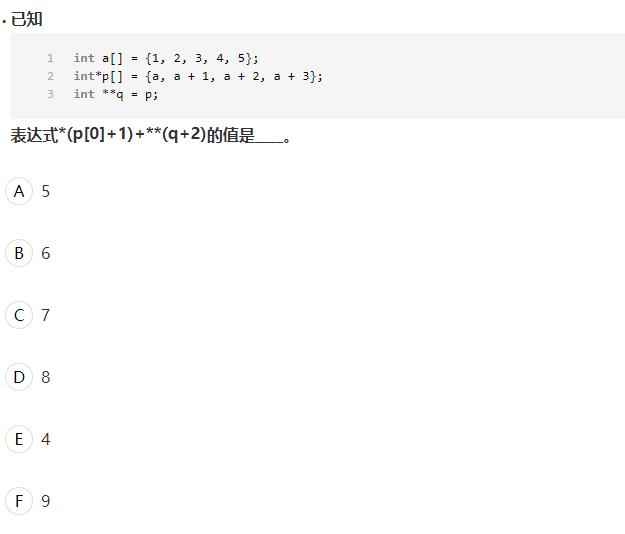 . 已知
1 int a[] = {1, 2, 3, 4, 5};
2 int*p[] = {a, a + 1, a + 2, a + 3};
3 int **q = p;
表达式*(p[0]+1)+**(q+2)的值是____。
A 5
B 6
C 7
D 8
E 4
F 9